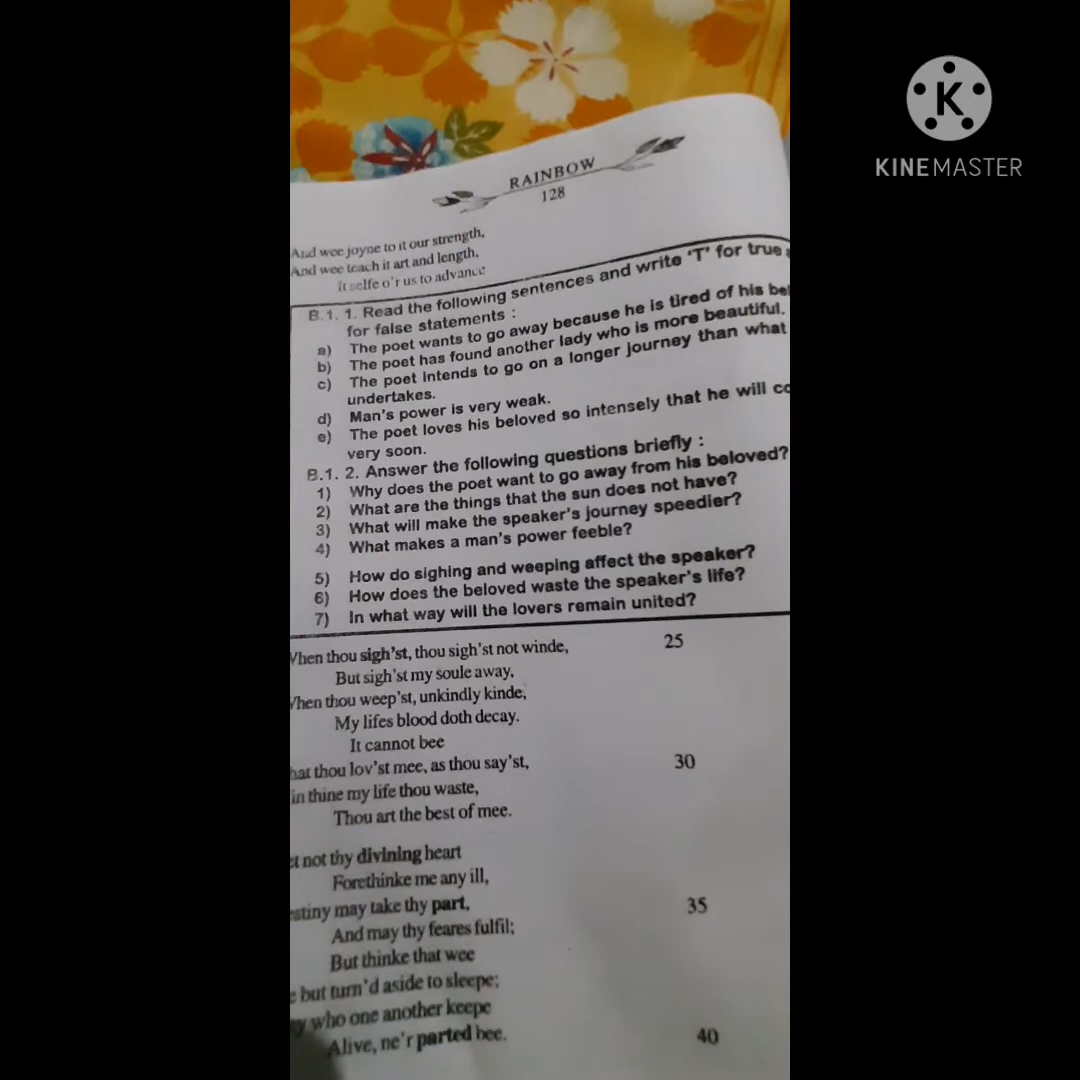 RAINBOW
128
And wee joyne to it our strength,
And wee teach it art and length,
It selfe o'r us to advance
B.1. 1. Read the following sentences and write 'T' for true
for false statements :
a) The poet wants to go away because he is tired of his
b) The poet has found another lady who is more beautiful.
c) The poet intends to go on a longer journey than what
undertakes.
d) Man's power is very weak.
e) The poet loves his beloved so intensely that he will
very soon.
B.1. 2. Answer the following questions briefly :
1) Why does the poet want to go away from his beloved?
2) What are the things that the sun does not have?
3) What will make the speaker's journey speedier?
4) What makes a man's power feeble?
5) How do sighing and weeping affect the speaker?
6) How does the beloved waste the speaker's life?
7) In what way will the lovers remain united?
When thou sigh'st, thou sigh'st not winde, 25
But sigh'st my soule away,
When thou weep'st, unkindly kinde,
My lifes blood doth decay.
It cannot bee
thou lov'st mee, as thou say'st, 30
in thine my life thou waste,
Thou art the best of mee.
not thy divining heart
Forethinke me any ill,
may take thy part, 35
And may thy feares fulfil;
But thinke that wee
but turn'd aside to sleepe;
who one another keepe
Alive, ne'r parted bee. 40
K
KINEMASTER